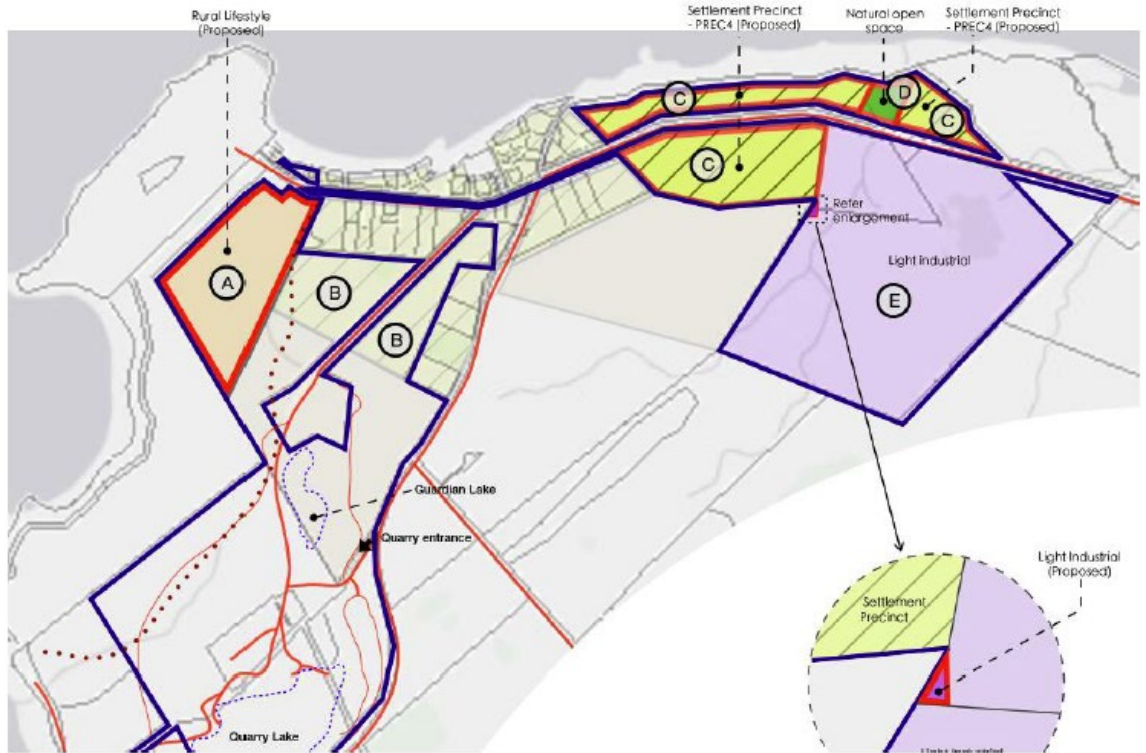 Rural Lifestyle
(Proposed)
Settlement Precinct
- PREC4 (Proposed)
Natural open
space
Settlement Precinct
- PREC4 (Proposed)
C
D
C
C
Refer
enlargement
A
B
B
Light industrial
E
Guardian Lake
Quarry entrance
Light Industrial
(Proposed)
Settlement
Precinct
Quarry Lake